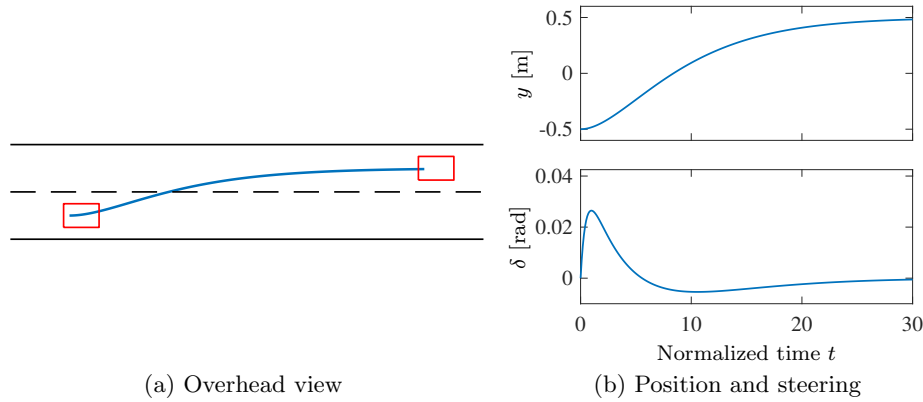 0.5
0
-0.5
y [m]
0.04
0.02
0
δ [rad]
0 10 20 30
Normalized time t
(a) Overhead view
(b) Position and steering